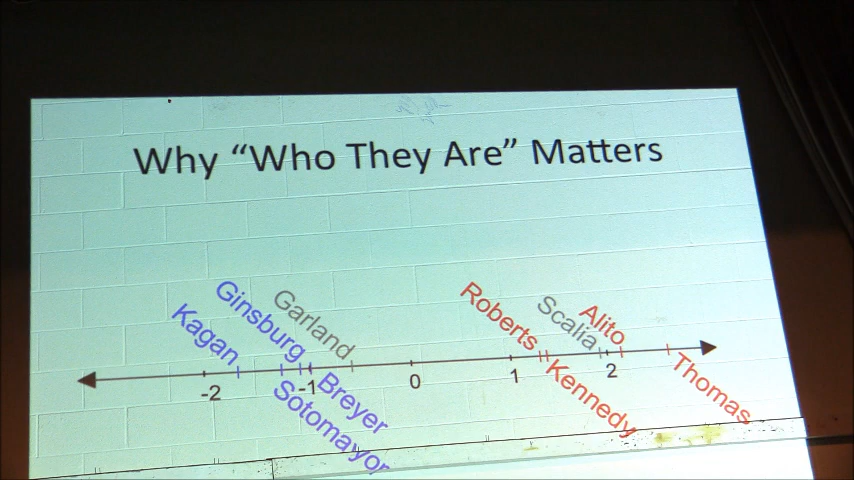 Why “Who They Are” Matters
Kagan
Ginsburg
Garland
Roberts
Scalia
Alito
-2
-1
0
1
2
Sotomayor
Breyer
Kennedy
Thomas